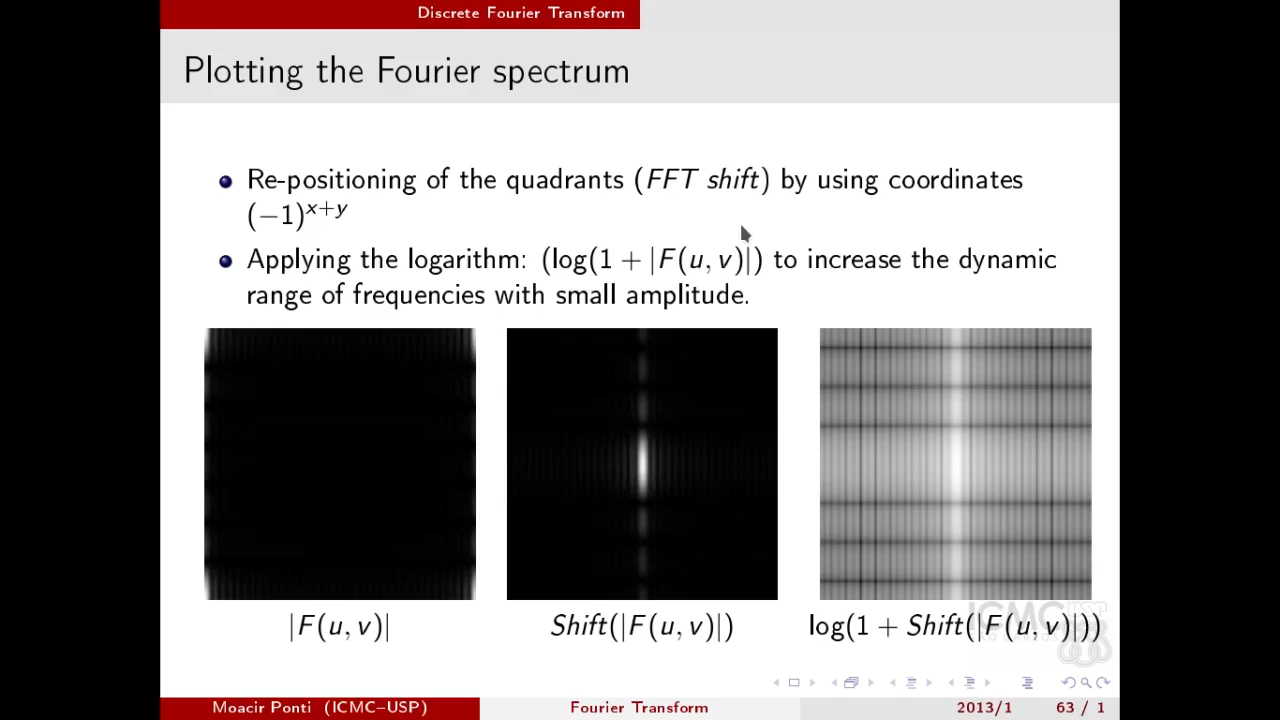 Discrete Fourier Transform
Plotting the Fourier spectrum
Re-positioning of the quadrants (FFT shift) by using coordinates
(−1)^{x+y}
Applying the logarithm: (log(1 + |F(u, v)|) to increase the dynamic
range of frequencies with small amplitude.
|F(u, v)|
Shift(|F(u, v)|)
log(1 + Shift(|F(u, v)|))
ICMC USP
Moacir Ponti (ICMC–USP)
Fourier Transform
2013/1
63 / 1